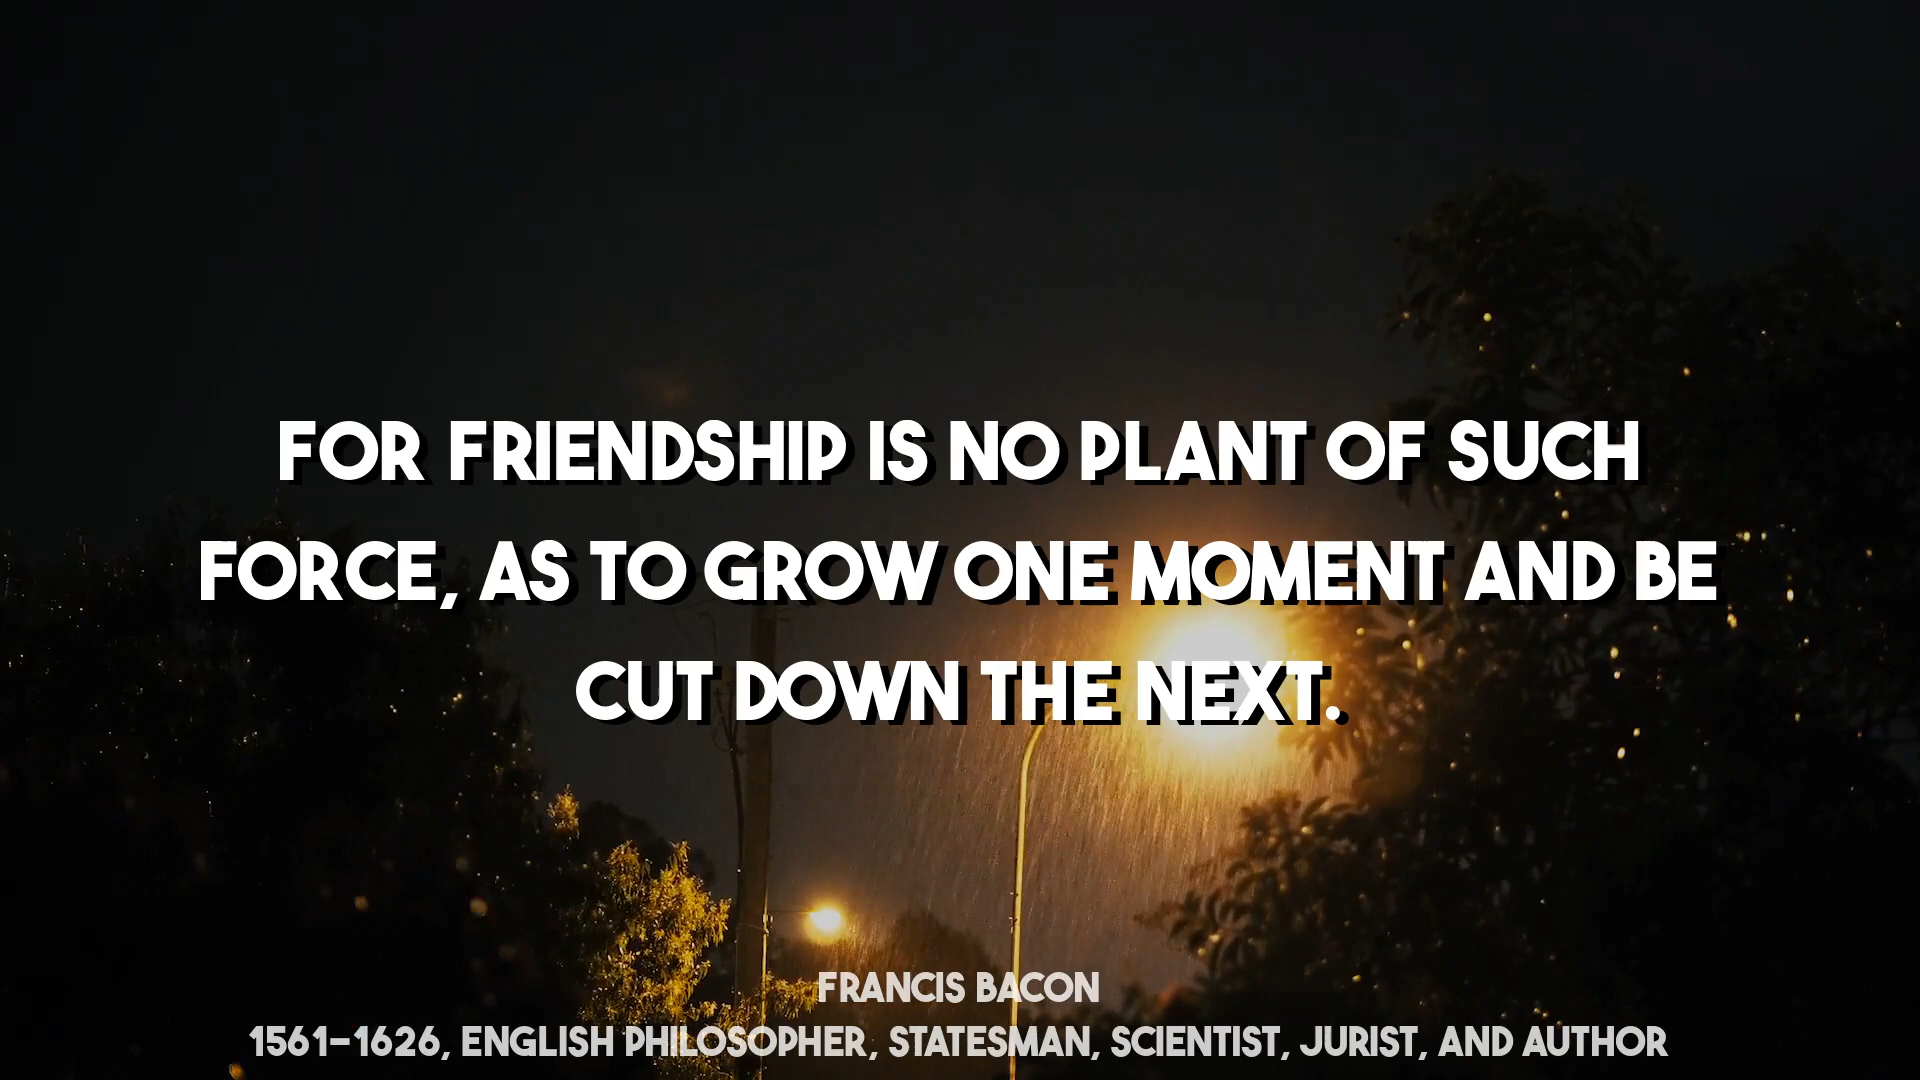 FOR FRIENDSHIP IS NO PLANT OF SUCH
FORCE, AS TO GROW ONE MOMENT AND BE
CUT DOWN THE NEXT.
FRANCIS BACON
1561-1626, ENGLISH PHILOSOPHER, STATESMAN, SCIENTIST, JURIST, AND AUTHOR